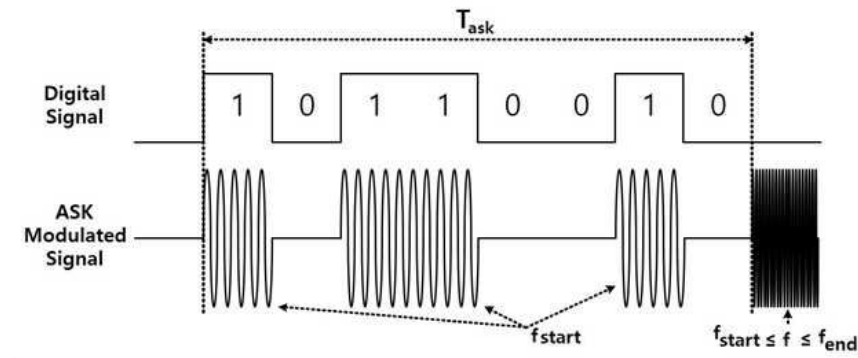 Task
Digital
Signal
1 0 1 1 0 0 1 0
ASK
Modulated
Signal
fstart
fstart ≤ f ≤ fend